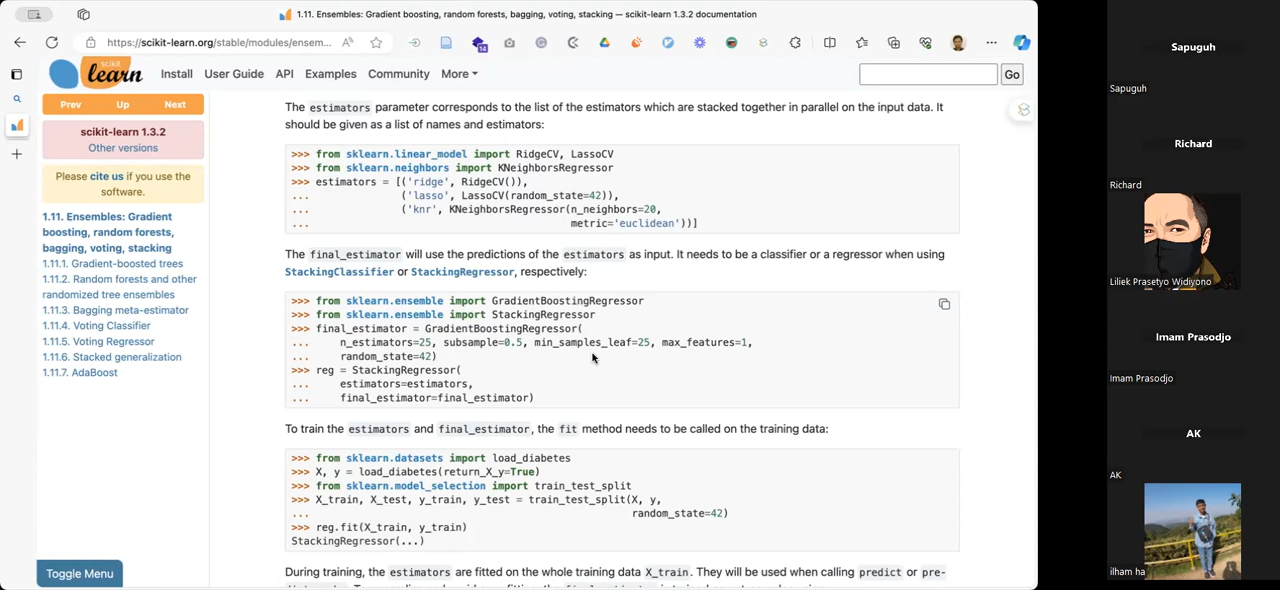 1.11. Ensembles: Gradient boosting, random forests, bagging, voting, stacking — scikit-learn 1.3.2 documentation
https://scikit-learn.org/stable/modules/ensem...
14
scikit
learn
Install User Guide API Examples Community More
Go
Prev Up Next
scikit-learn 1.3.2
Other versions
Please cite us if you use the
software.
1.11. Ensembles: Gradient
boosting, random forests,
bagging, voting, stacking
1.11.1. Gradient-boosted trees
1.11.2. Random forests and other
randomized tree ensembles
1.11.3. Bagging meta-estimator
1.11.4. Voting Classifier
1.11.5. Voting Regressor
1.11.6. Stacked generalization
1.11.7. AdaBoost
Toggle Menu
The estimators parameter corresponds to the list of the estimators which are stacked together in parallel on the input data. It
should be given as a list of names and estimators:
>>> from sklearn.linear_model import RidgeCV, LassoCV
>>> from sklearn.neighbors import KNeighborsRegressor
>>> estimators = [('ridge', RidgeCV()),
... ('lasso', LassoCV(random_state=42)),
... ('knr', KNeighborsRegressor(n_neighbors=20,
... metric='euclidean'))]
The final_estimator will use the predictions of the estimators as input. It needs to be a classifier or a regressor when using
StackingClassifier or StackingRegressor, respectively:
>>> from sklearn.ensemble import GradientBoostingRegressor
>>> from sklearn.ensemble import StackingRegressor
>>> final_estimator = GradientBoostingRegressor(
... n_estimators=25, subsample=0.5, min_samples_leaf=25, max_features=1,
... random_state=42)
>>> reg = StackingRegressor(
... estimators=estimators,
... final_estimator=final_estimator)
To train the estimators and final_estimator, the fit method needs to be called on the training data:
>>> from sklearn.datasets import load_diabetes
>>> X, y = load_diabetes(return_X_y=True)
>>> from sklearn.model_selection import train_test_split
>>> X_train, X_test, y_train, y_test = train_test_split(X, y,
... random_state=42)
>>> reg.fit(X_train, y_train)
StackingRegressor(...)
During training, the estimators are fitted on the whole training data X_train. They will be used when calling predict or pre-
Sapuguh
Sapuguh
Richard
Richard
Liliek Prasetyo Widiyono
Imam Prasodjo
Imam Prasodjo
AK
AK
ilham ha